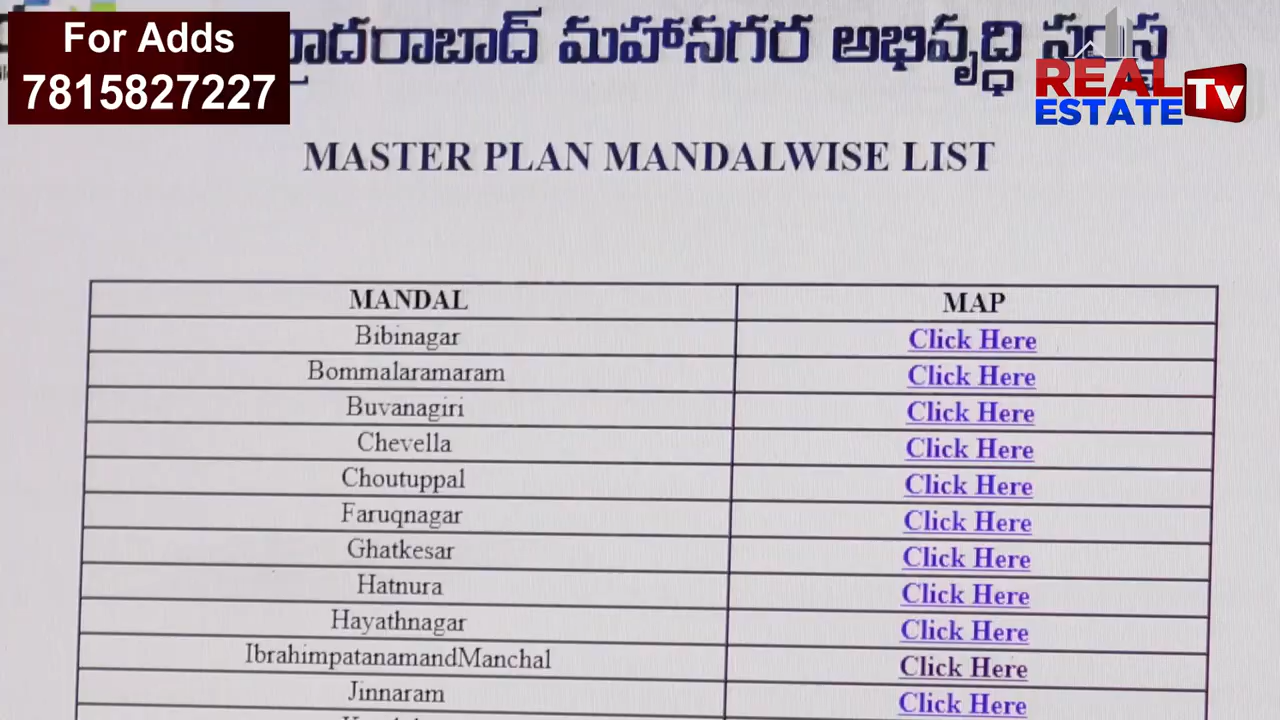 For Adds
7815827227
మహానగర అభివృద్ధి
REAL
ESTATE Tv
MASTER PLAN MANDALWISE LIST
MANDAL MAP
Bibinagar Click Here
Bommalaramaram Click Here
Buvanagiri Click Here
Chevella Click Here
Choutuppal Click Here
Faruqnagar Click Here
Ghatkesar Click Here
Hatnura Click Here
Hayathnagar Click Here
IbrahimpatanamandManchal Click Here
Jinnaram Click Here